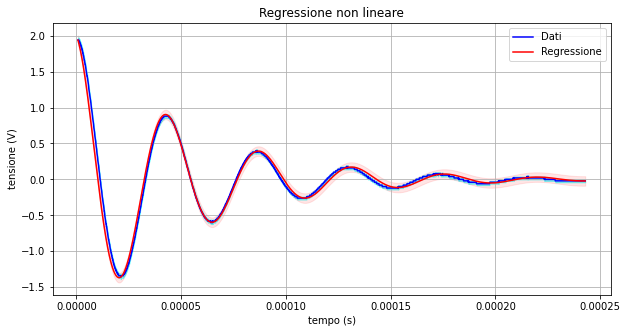 Regressione non lineare
Dati
Regressione
tensione (V)
2.0
1.5
1.0
0.5
0.0
−0.5
−1.0
−1.5
0.00000
0.00005
0.00010
0.00015
0.00020
0.00025
tempo (s)